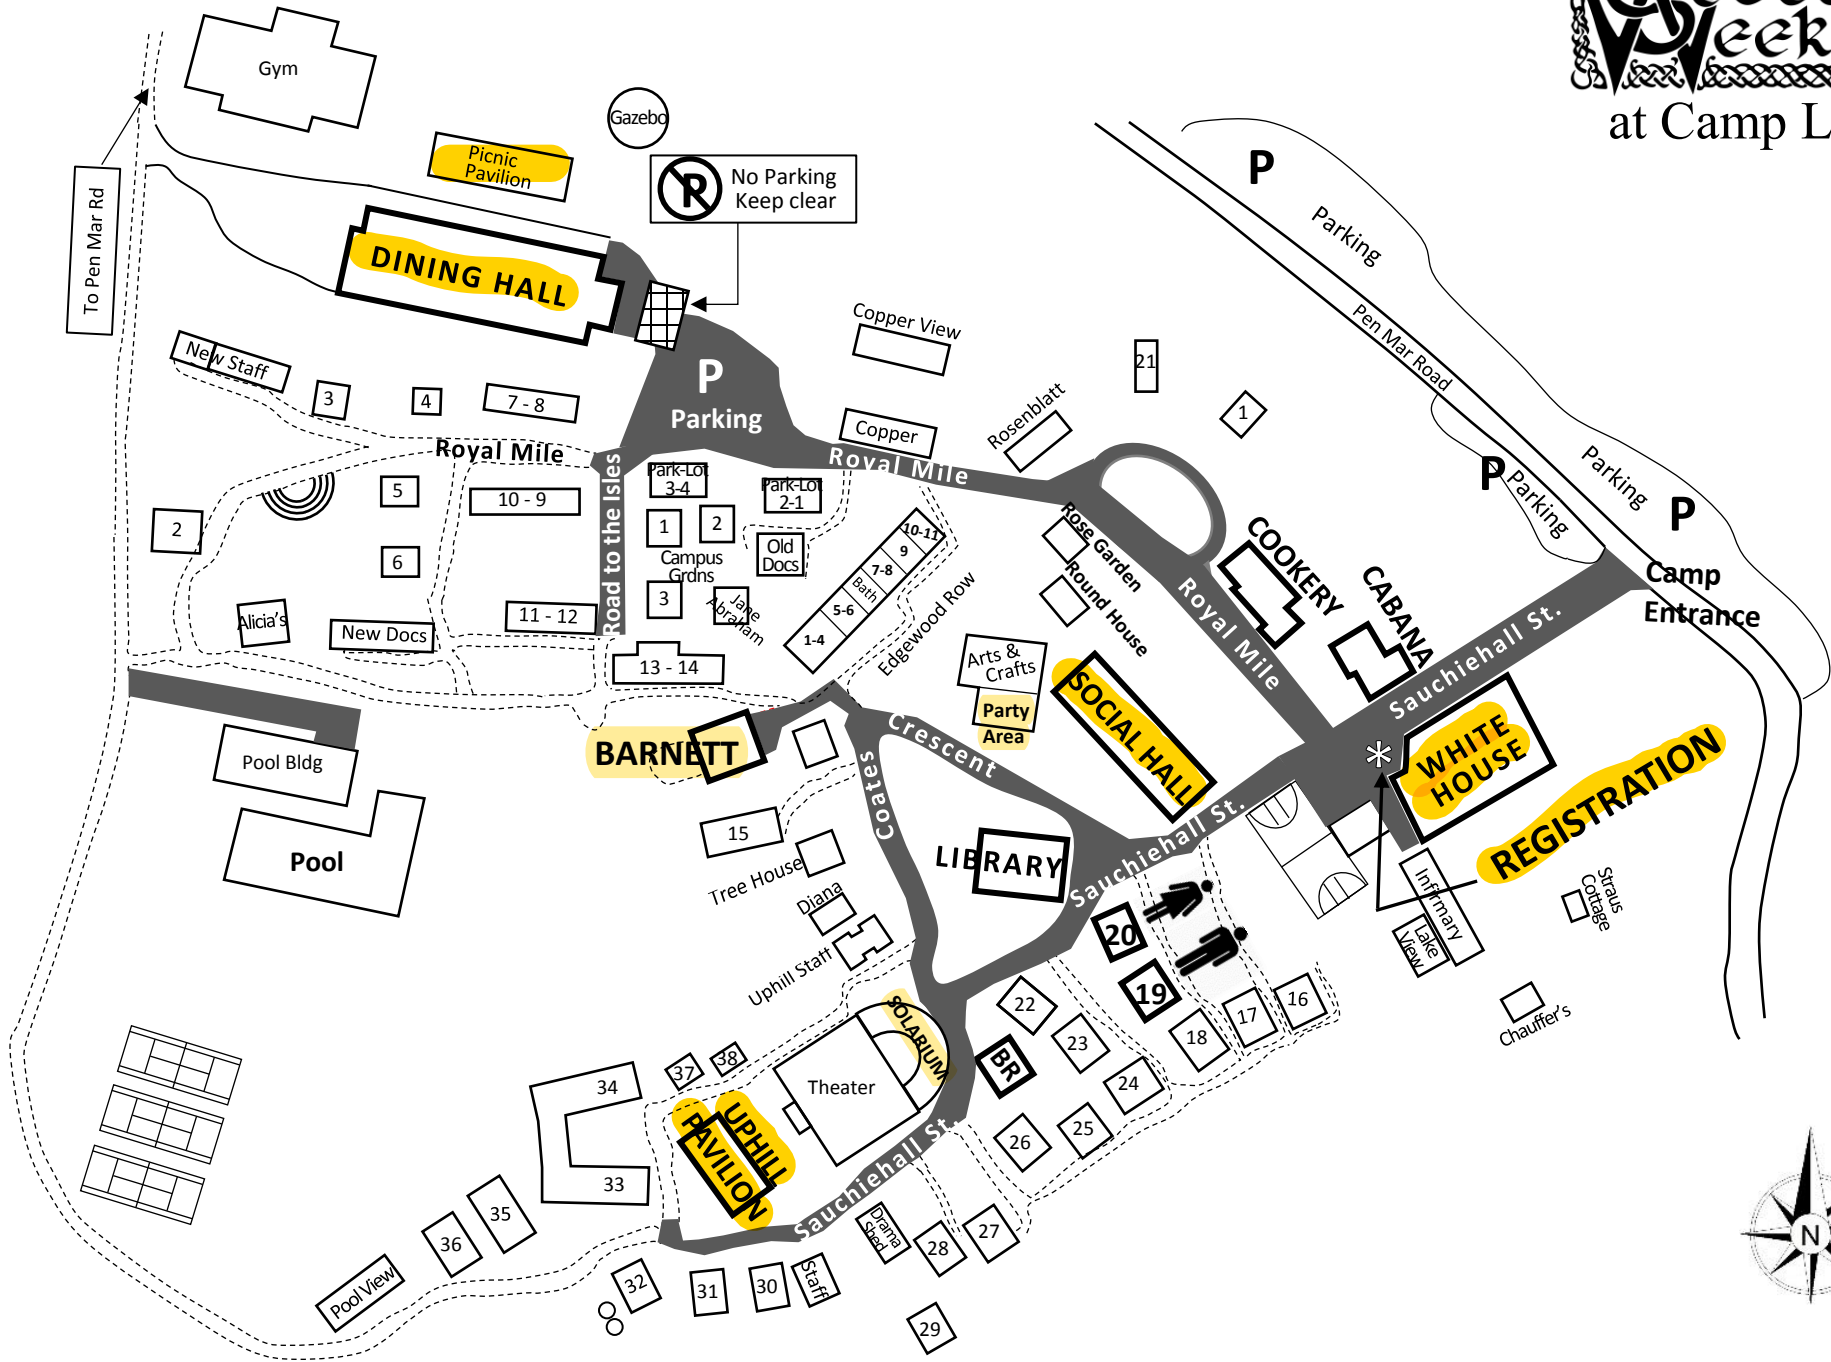 Week
at Camp L
Gym
Gazebo
Picnic
Pavilion
No Parking
Keep clear
To Pen Mar Rd
DINING HALL
P
Parking
Pen Mar Road
P
Parking
Parking
P
Camp
Entrance
Copper View
Copper
Rosenblatt
21
1
New Staff
3
4
7 - 8
P
Parking
Royal Mile
Royal Mile
Road to the Isles
Park-Lot
3-4
Park-Lot
2-1
1
2
Campus
Grdns
3
Old
Docs
Jane
Abraham
2
5
10 - 9
6
11 - 12
Alicia's
New Docs
13 - 14
10-11
9
7-8
Bath
5-6
1-4
Edgewood Row
Rose Garden
Round House
Royal Mile
COOKERY
CABANA
Sauchiehall St.
Arts &
Crafts
Party
Area
SOCIAL HALL
WHITE
HOUSE
REGISTRATION
Pool Bldg
Pool
BARNETT
Crescent
Coates
15
Tree House
Diana
Uphill Staff
LIBRARY
Sauchiehall St.
20
19
Infirmary
Lake
View
Straus
Cottage
Chauffer's
16
17
18
22
23
24
25
26
BR
SOLARIUM
Theater
37
38
34
33
UPHILL
PAVILION
Sauchiehall St.
35
36
Pool View
32
31
30
Staff
Drama
Shed
28
27
29
N